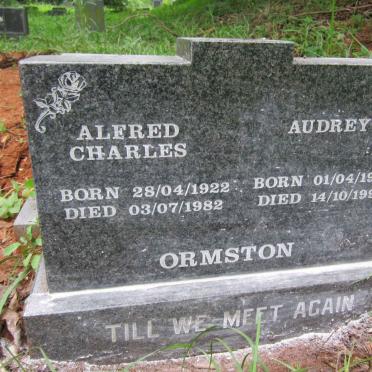 ALFRED
CHARLES
BORN 28/04/1922
DIED 03/07/1982
AUDREY
BORN 01/04/19
DIED 14/10/199
ORMSTON
TILL WE MEET AGAIN